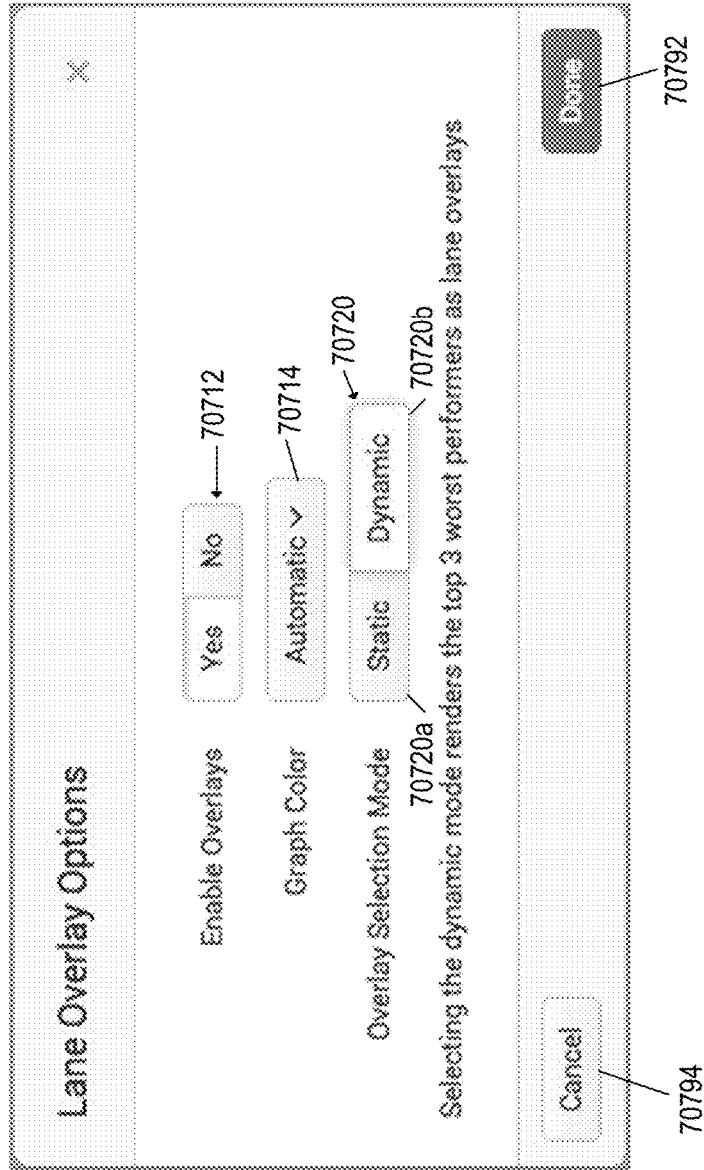 Lane Overlay Options ×
Enable Overlays Yes No 70712
Graph Color Automatic 70714
Overlay Selection Mode Static Dynamic 70720
70720a 70720b
Selecting the dynamic mode renders the top 3 worst performers as lane overlays
Cancel Done
70794 70792